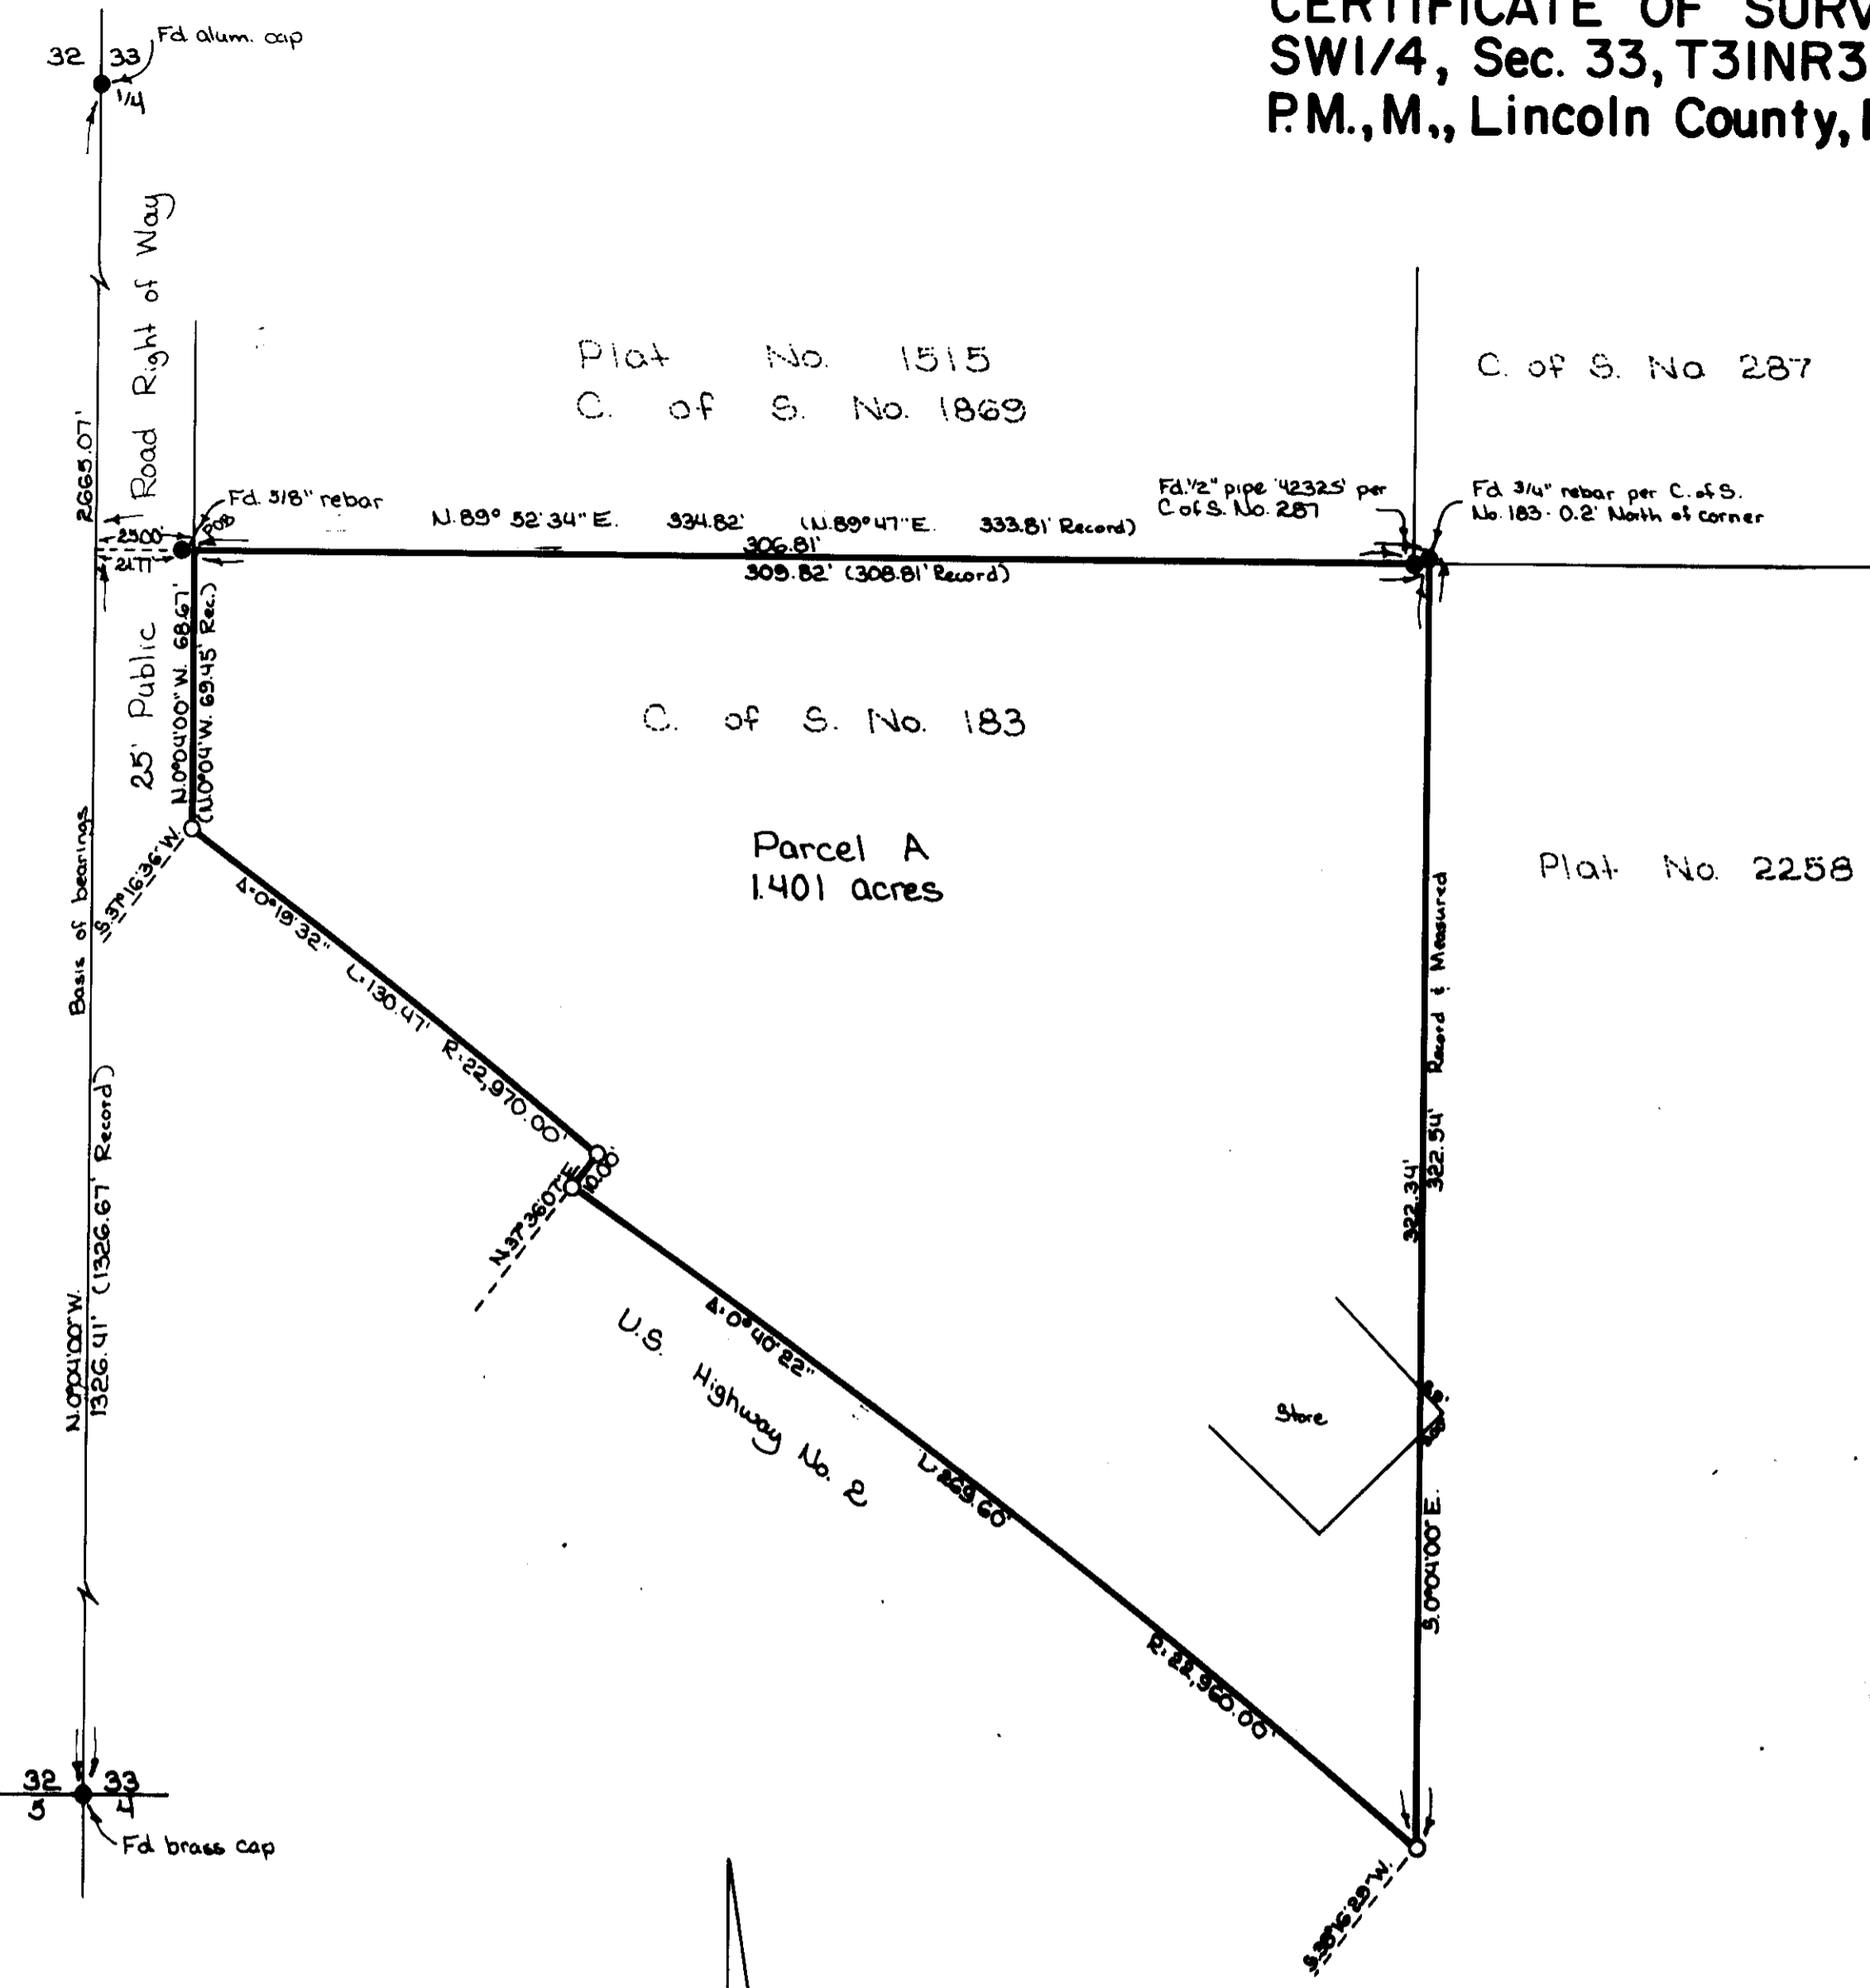 CERTIFICATE OF SURV
SW1/4, Sec. 33, T31NR3
P.M., M., Lincoln County,
32 33
Fd alum. cap
1/4
25' Public Road Right of Way
2665.07'
Plat No. 1515
C. of S. No. 1869
C. of S. No 287
Fd. 5/8" rebar
POB
25.00'
21.77
N. 89° 52' 34" E. 334.82' (N. 89° 47' E. 333.81' Record)
306.81'
309.82' (308.81' Record)
Fd. 1/2" pipe '4232S' per
C of S. No. 287
Fd 3/4" rebar per C. of S.
No. 183 - 0.2' North of corner
N. 0°04'00" W. 68.67'
(N.0°04'W. 69.45' Rec.)
C. of S. No. 183
Parcel A
1.401 acres
Plat No. 2258
S. 37° 16' 36" W.
Δ=0°19'32" L=130.47' R=22,970.00'
Basis of bearings
N. 37° 36' 07" E.
10.00'
322.34'
322.54' Record & Measured
N. 0°04'00" W.
1326.41' (1326.67' Record)
Δ=0°40'22" L=269.60' R=22,960.00'
U.S. Highway No. 2
Store
S. 0°04'00" E.
32 33
5 4
Fd brass cap
S. 38° 16' 29" W.